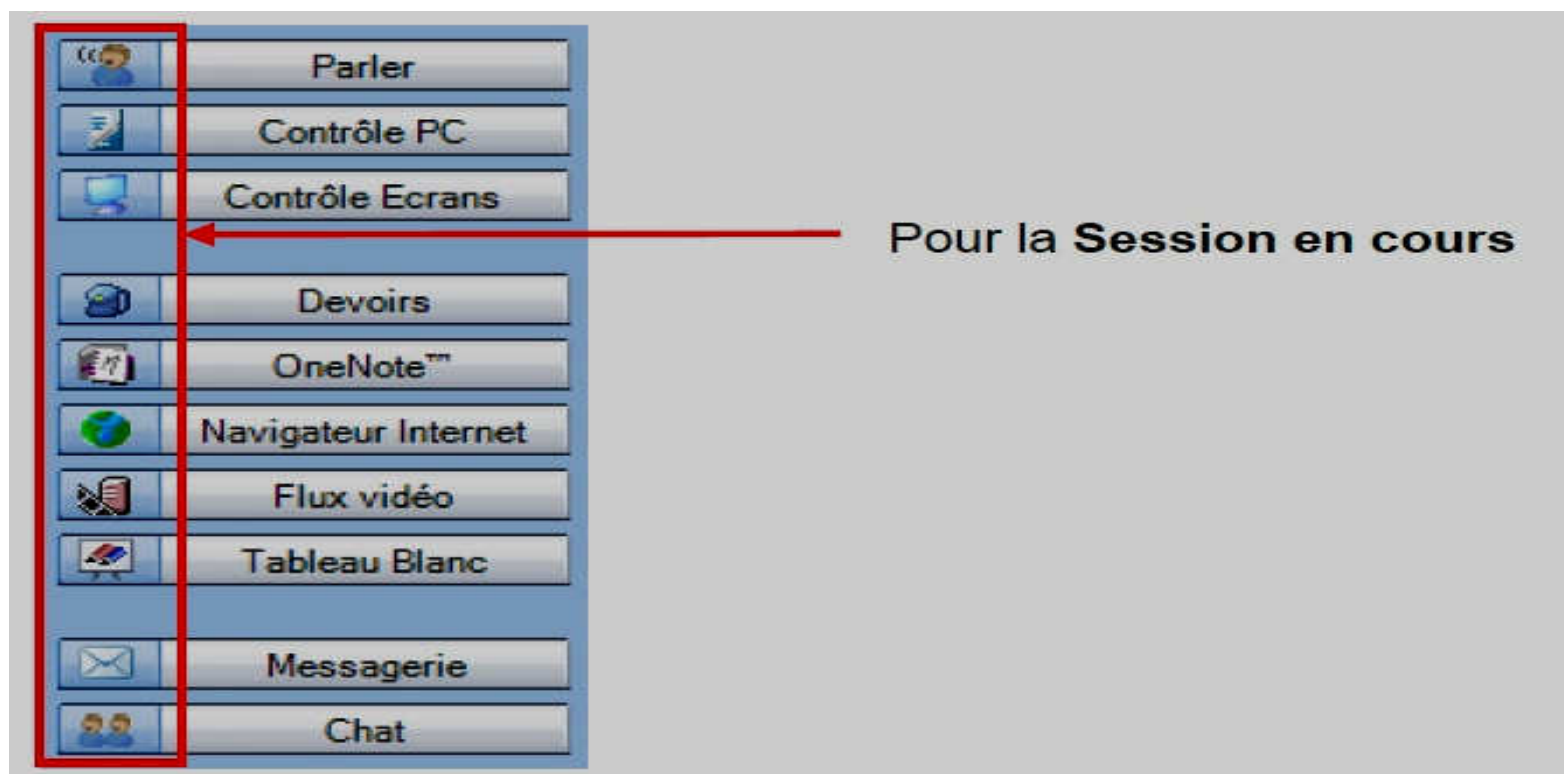 Parler
Contrôle PC
Contrôle Ecrans
Pour la Session en cours
Devoirs
OneNote™
Navigateur Internet
Flux vidéo
Tableau Blanc
Messagerie
Chat